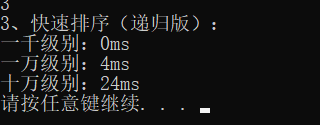 3
3、快速排序（递归版）：
一千级别：0ms
一万级别：4ms
十万级别：24ms
请按任意键继续. . .